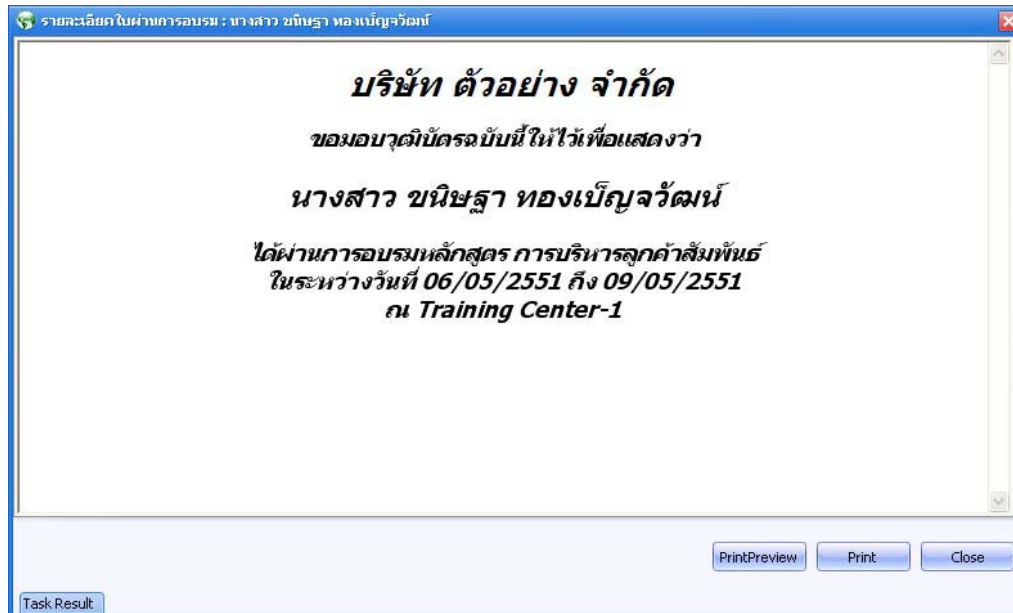 รายละเอียดใบผ่านการอบรม : นางสาว ขนิษฐา ทองเบ็ญจวัฒน์
บริษัท ตัวอย่าง จำกัด
ขอมอบวุฒิบัตรฉบับนี้ให้ไว้เพื่อแสดงว่า
นางสาว ขนิษฐา ทองเบ็ญจวัฒน์
ได้ผ่านการอบรมหลักสูตร การบริหารลูกค้าสัมพันธ์
ในระหว่างวันที่ 06/05/2551 ถึง 09/05/2551
ณ Training Center-1
PrintPreview Print Close
Task Result